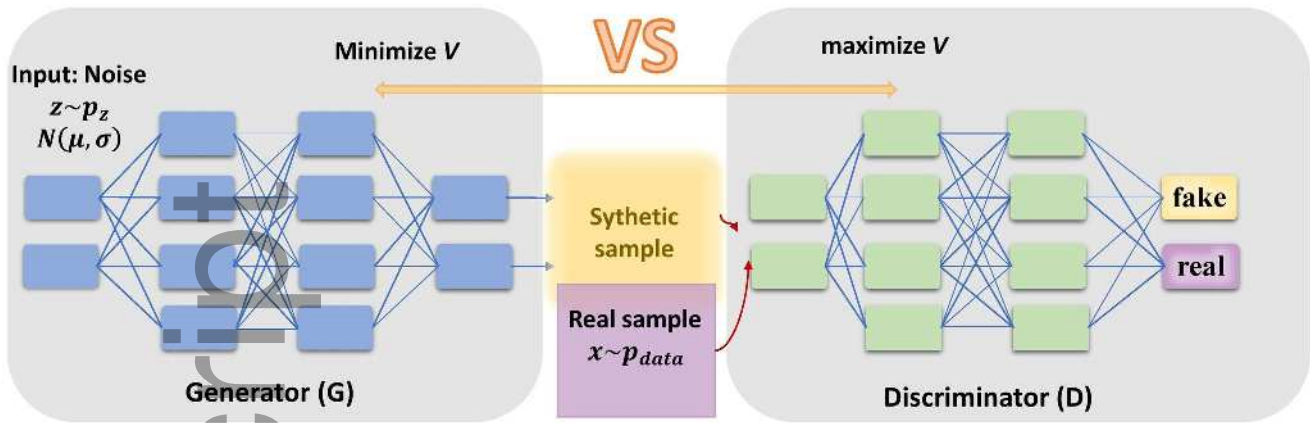 VS
Minimize V
maximize V
Input: Noise
z~p_z
N(μ, σ)
Sythetic
sample
fake
real
Real sample
x~p_data
Generator (G)
Discriminator (D)